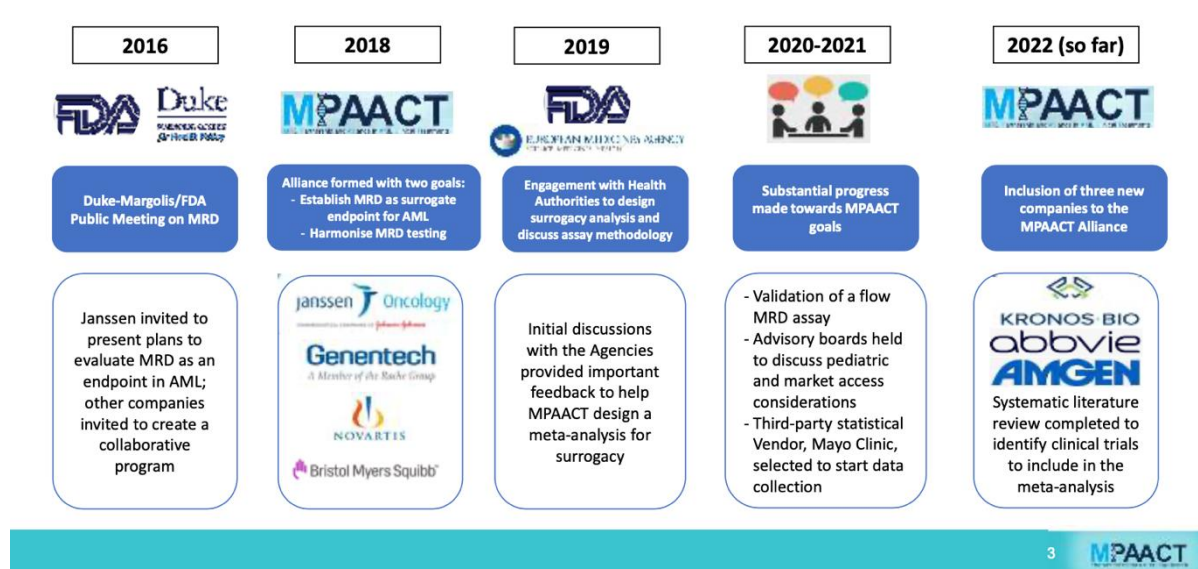 2016
FDA
Duke
MARGOLIS CENTER
for Health Policy
Duke-Margolis/FDA
Public Meeting on MRD
Janssen invited to
present plans to
evaluate MRD as an
endpoint in AML;
other companies
invited to create a
collaborative
program
2018
MPAACT
Alliance formed with two goals:
- Establish MRD as surrogate
endpoint for AML
- Harmonise MRD testing
janssen Oncology
Genentech
A Member of the Roche Group
NOVARTIS
Bristol Myers Squibb
2019
FDA
EUROPEAN MEDICINES AGENCY
Engagement with Health
Authorities to design
surrogacy analysis and
discuss assay methodology
Initial discussions
with the Agencies
provided important
feedback to help
MPAACT design a
meta-analysis for
surrogacy
2020-2021
Substantial progress
made towards MPAACT
goals
- Validation of a flow
MRD assay
- Advisory boards held
to discuss pediatric
and market access
considerations
- Third-party statistical
Vendor, Mayo Clinic,
selected to start data
collection
2022 (so far)
MPAACT
Inclusion of three new
companies to the
MPAACT Alliance
KRONOS·BIO
abbvie
AMGEN
Systematic literature
review completed to
identify clinical trials
to include in the
meta-analysis
3
MPAACT